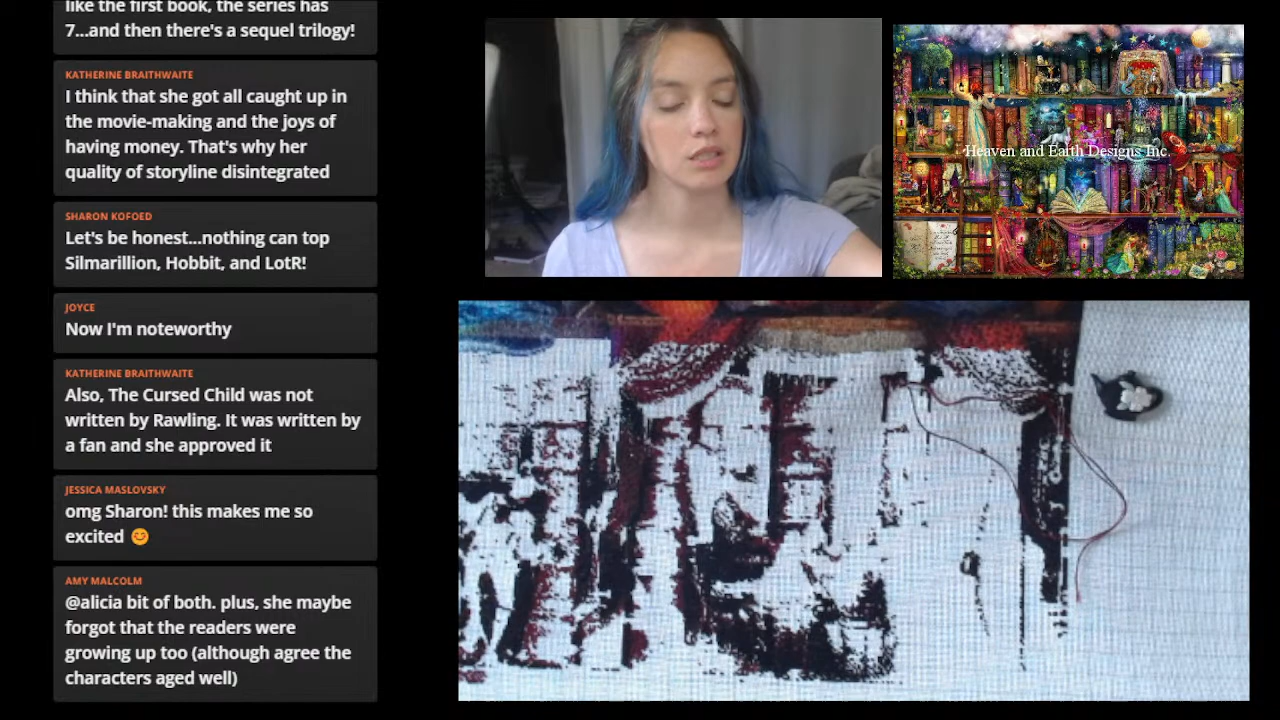 like the first book, the series has
7...and then there's a sequel trilogy!
KATHERINE BRAITHWAITE
I think that she got all caught up in
the movie-making and the joys of
having money. That's why her
quality of storyline disintegrated
SHARON KOFOED
Let's be honest...nothing can top
Silmarillion, Hobbit, and LotR!
JOYCE
Now I'm noteworthy
KATHERINE BRAITHWAITE
Also, The Cursed Child was not
written by Rawling. It was written by
a fan and she approved it
JESSICA MASLOVSKY
omg Sharon! this makes me so
excited 😊
AMY MALCOLM
@alicia bit of both. plus, she maybe
forgot that the readers were
growing up too (although agree the
characters aged well)
Heaven and Earth Designs Inc.